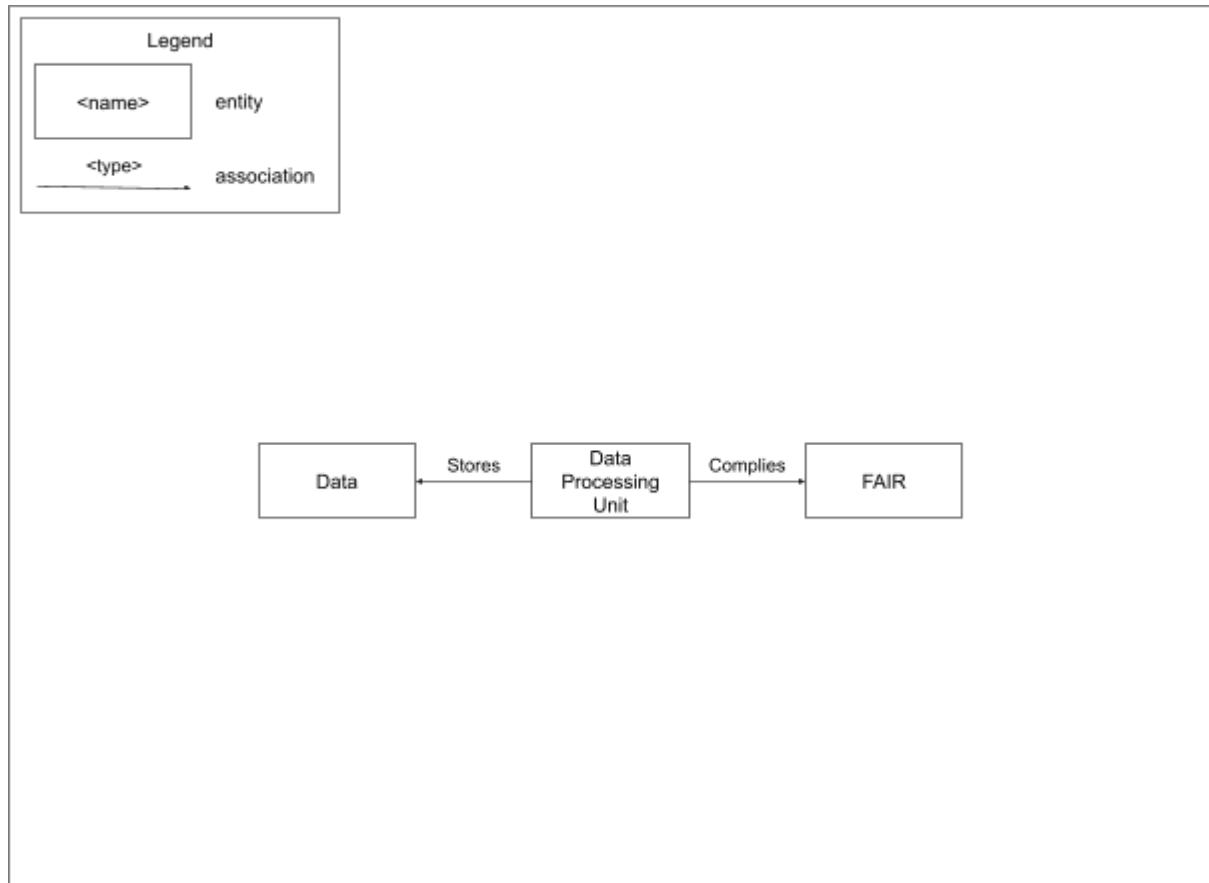 Legend
<name>
entity
<type>
association
Data
Stores
Data
Processing
Unit
Complies
FAIR